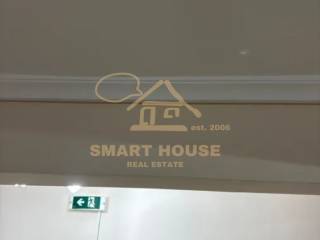 est. 2006
SMART HOUSE
REAL ESTATE